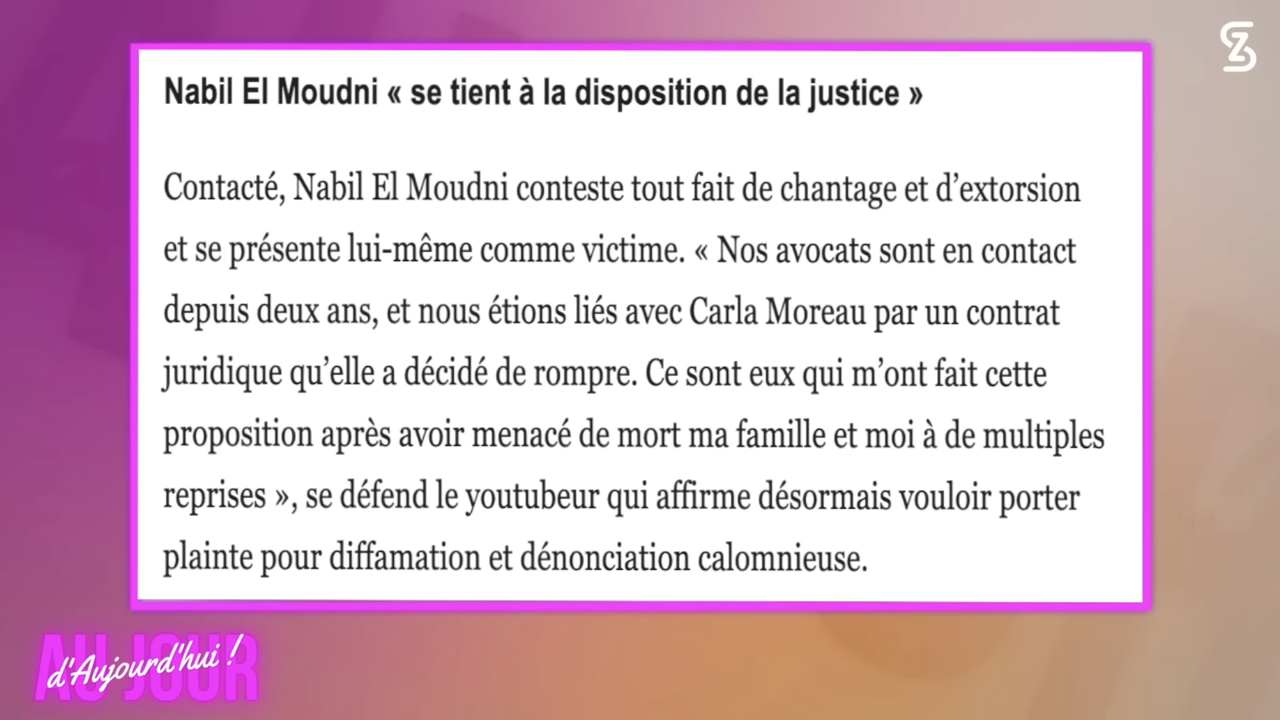 Nabil El Moudni « se tient à la disposition de la justice »
Contacté, Nabil El Moudni conteste tout fait de chantage et d’extorsion
et se présente lui-même comme victime. « Nos avocats sont en contact
depuis deux ans, et nous étions liés avec Carla Moreau par un contrat
juridique qu’elle a décidé de rompre. Ce sont eux qui m’ont fait cette
proposition après avoir menacé de mort ma famille et moi à de multiples
reprises », se défend le youtubeur qui affirme désormais vouloir porter
plainte pour diffamation et dénonciation calomnieuse.
AU JOUR
d'Aujourd'hui !